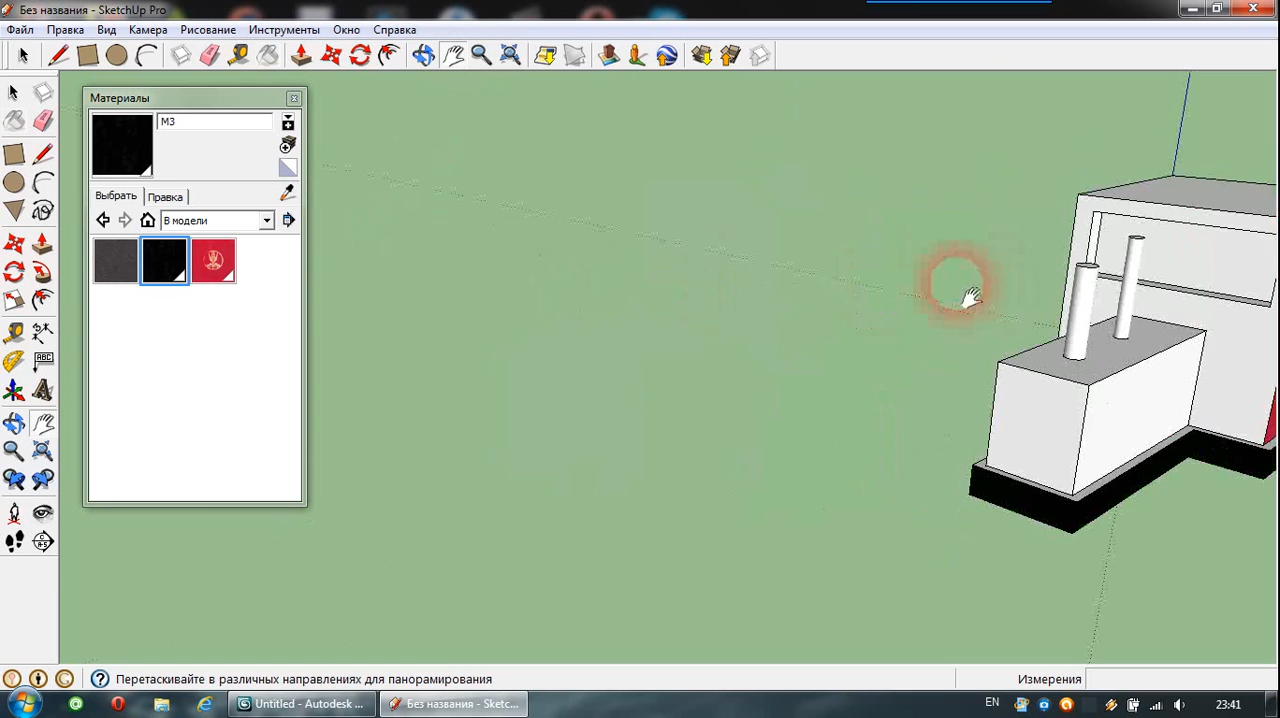 Без названия - SketchUp Pro
Файл Правка Вид Камера Рисование Инструменты Окно Справка
Материалы
M3
Выбрать Правка
В модели
Перетаскивайте в различных направлениях для панорамирования
Измерения
Untitled - Autodesk ...
Без названия - Sketc...
EN
23:41